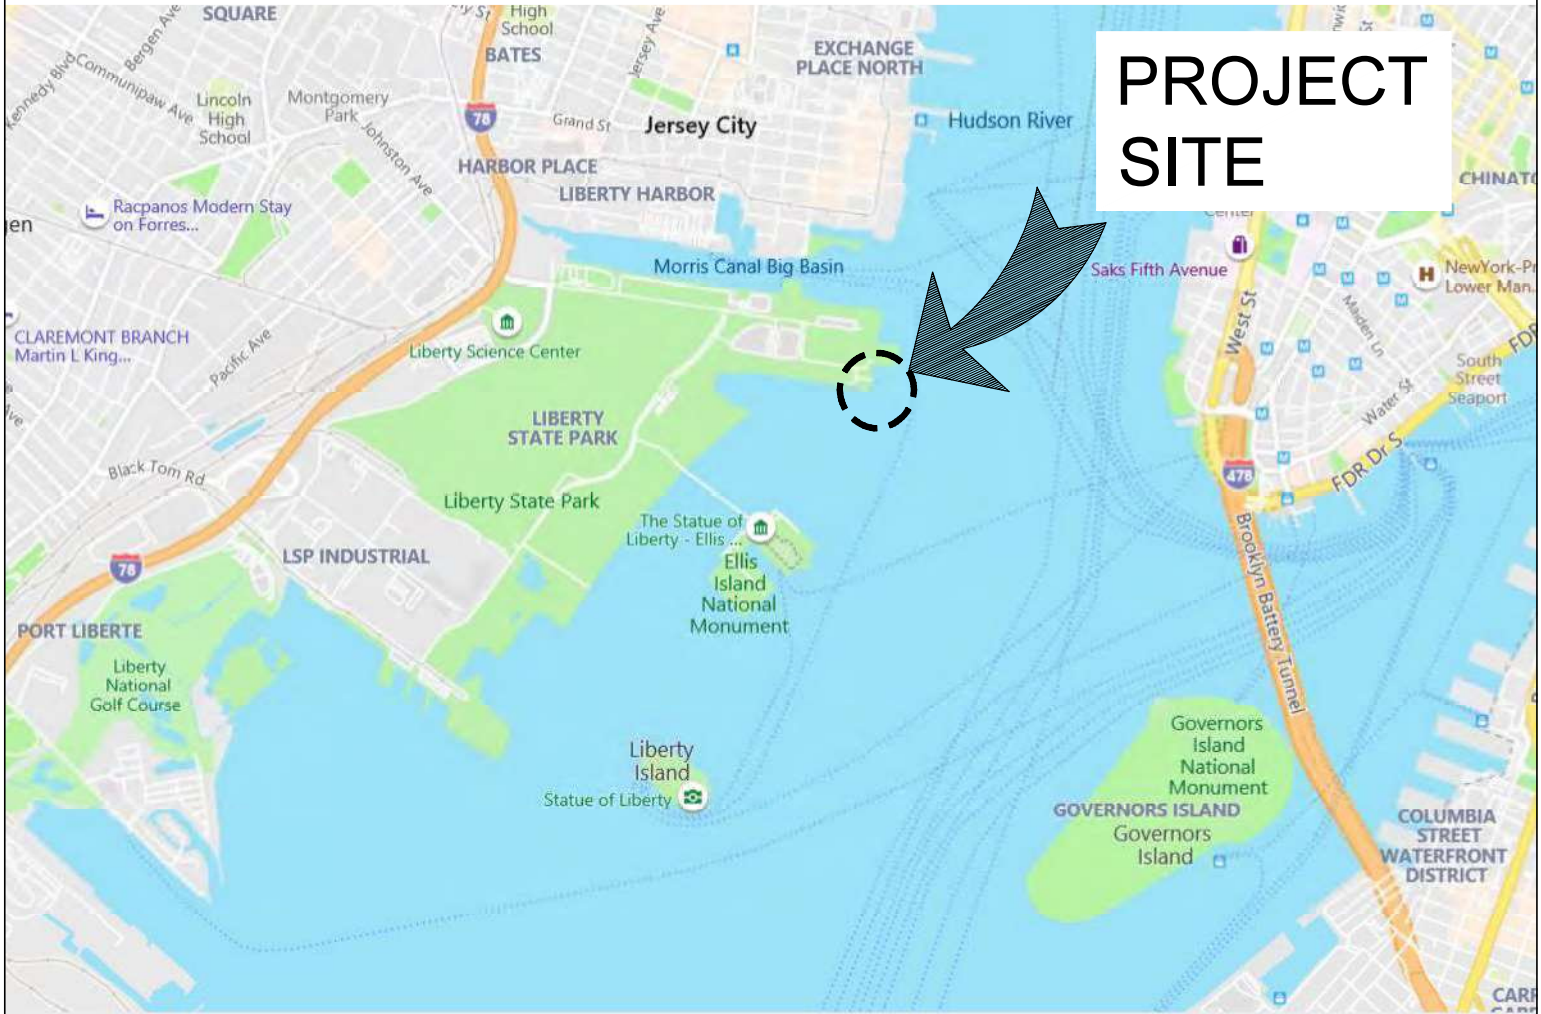 SQUARE
High
School
BATES
EXCHANGE
PLACE NORTH
PROJECT
SITE
Bergen Ave
Kennedy Blvd
Communipaw Ave
Lincoln
High
School
Montgomery
Park
Johnston Ave
78
Grand St
Jersey Ave
Jersey City
Hudson River
HARBOR PLACE
LIBERTY HARBOR
CHINATO
Racpanos Modern Stay
on Forres...
en
Center
Morris Canal Big Basin
Saks Fifth Avenue
H
NewYork-Pr
Lower Man...
CLAREMONT BRANCH
Martin L King...
Pacific Ave
Liberty Science Center
West St
Maiden Ln
FDR
South
Street
Seaport
Water St
Ave
LIBERTY
STATE PARK
Black Tom Rd
478
FDR Dr S
Liberty State Park
The Statue of
Liberty - Ellis ...
Ellis
Island
National
Monument
LSP INDUSTRIAL
78
Brooklyn Battery Tunnel
PORT LIBERTE
Liberty
National
Golf Course
Liberty
Island
Statue of Liberty
Governors
Island
National
Monument
GOVERNORS ISLAND
Governors
Island
COLUMBIA
STREET
WATERFRONT
DISTRICT
CARR